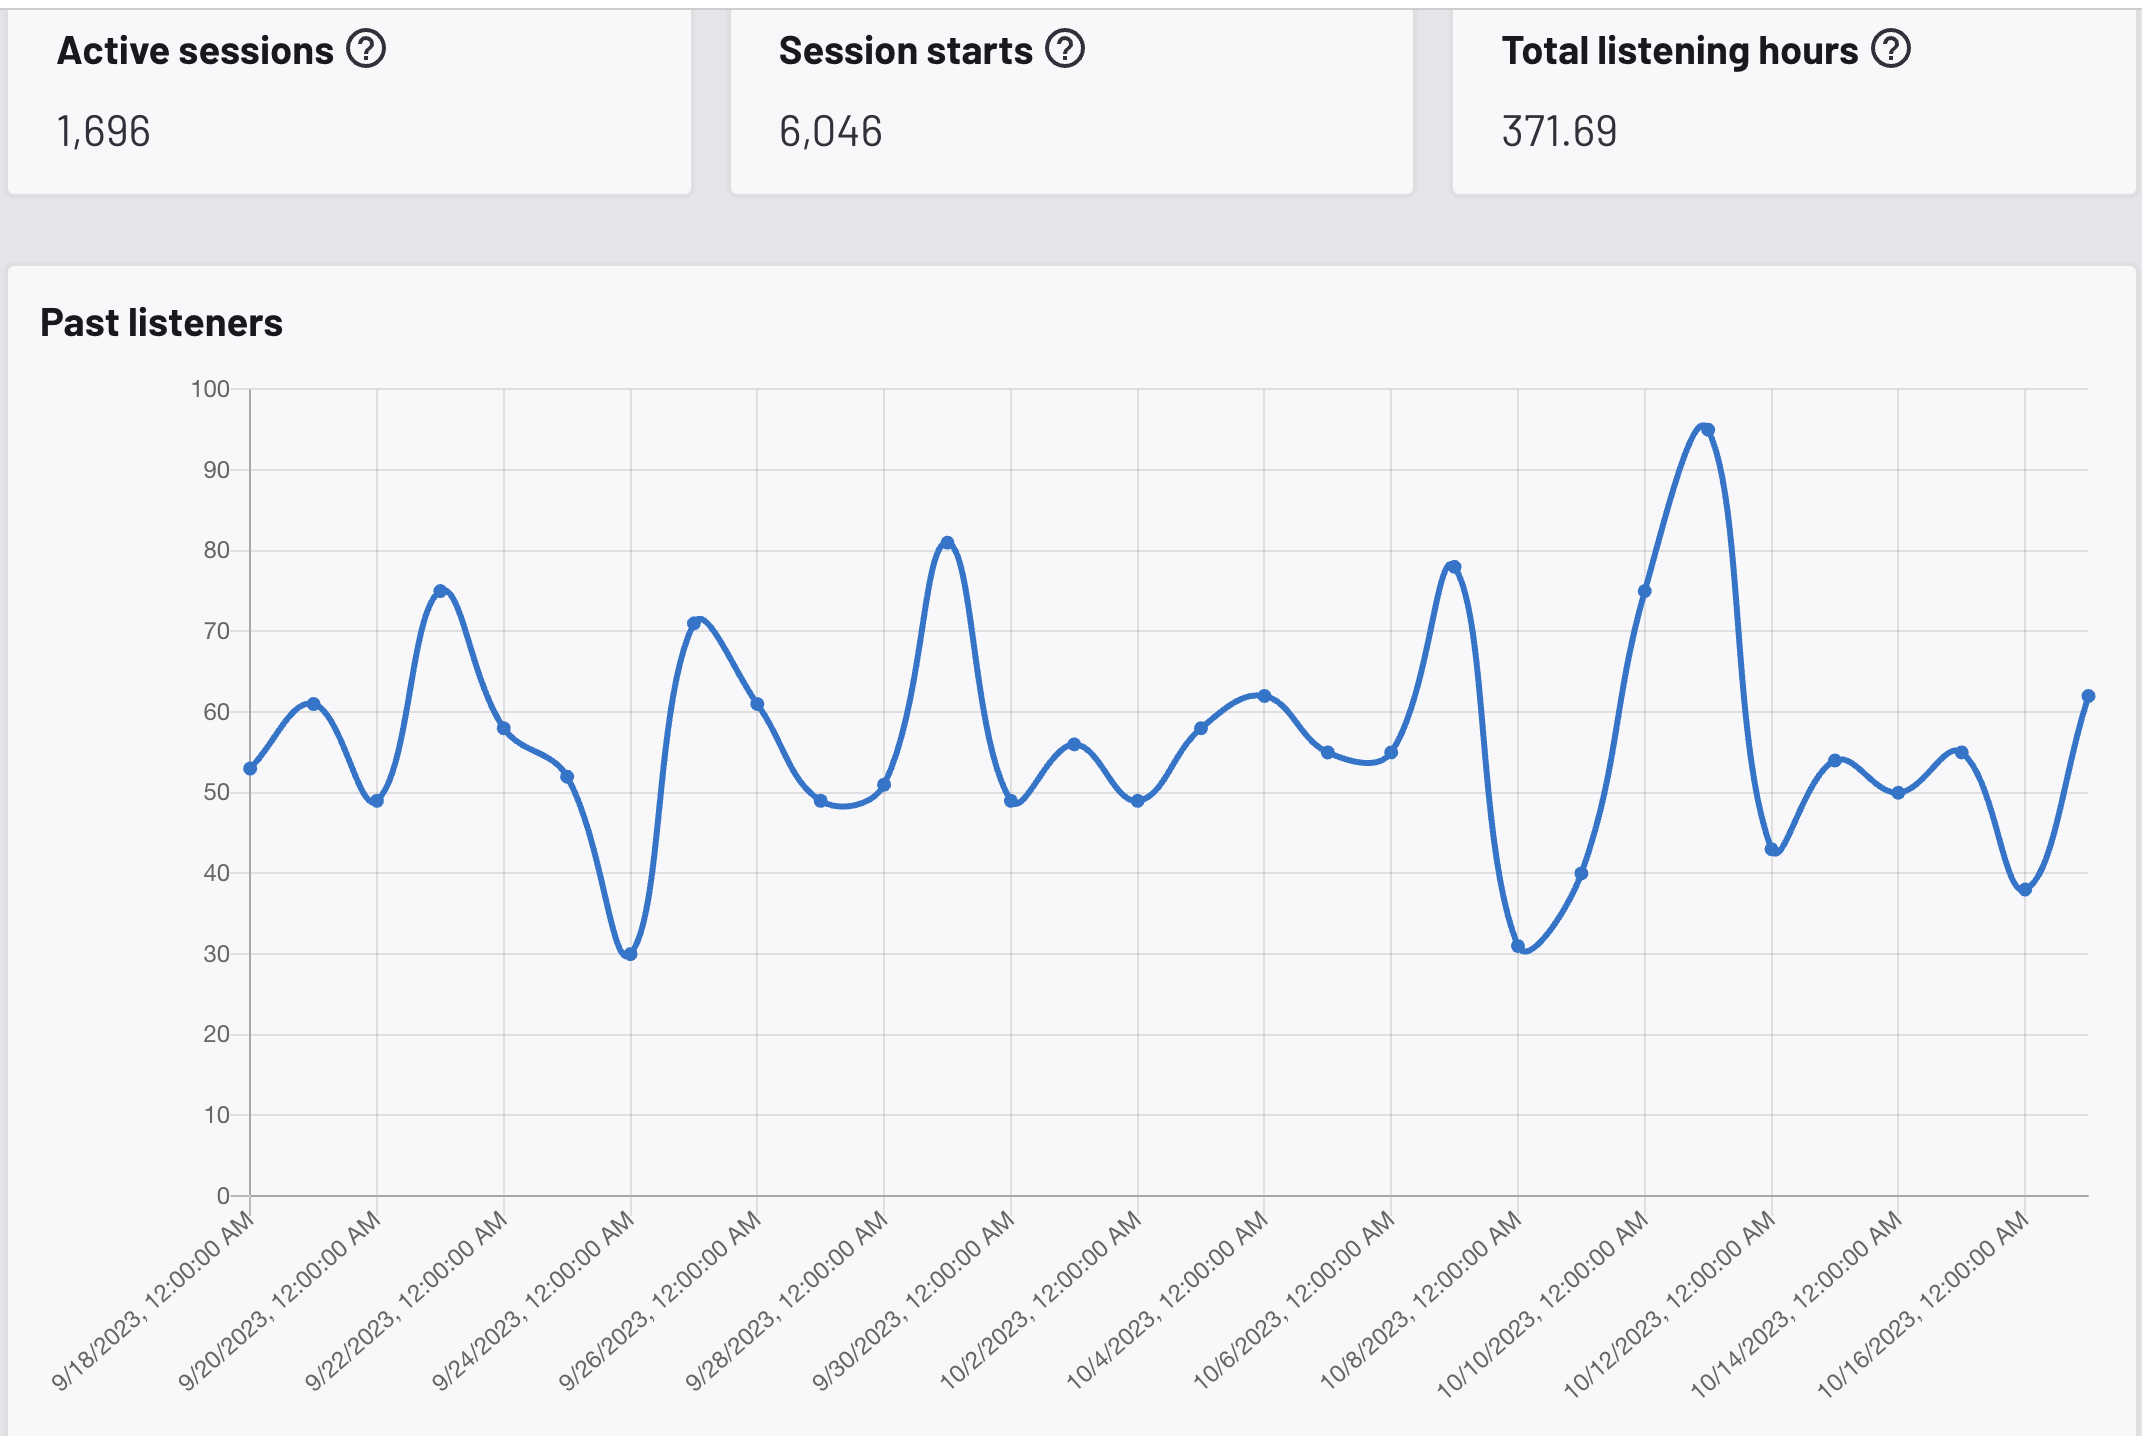 Active sessions ?
1,696
Session starts ?
6,046
Total listening hours ?
371.69
Past listeners
100
90
80
70
60
50
40
30
20
10
0
9/18/2023, 12:00:00 AM
9/20/2023, 12:00:00 AM
9/22/2023, 12:00:00 AM
9/24/2023, 12:00:00 AM
9/26/2023, 12:00:00 AM
9/28/2023, 12:00:00 AM
9/30/2023, 12:00:00 AM
10/2/2023, 12:00:00 AM
10/4/2023, 12:00:00 AM
10/6/2023, 12:00:00 AM
10/8/2023, 12:00:00 AM
10/10/2023, 12:00:00 AM
10/12/2023, 12:00:00 AM
10/14/2023, 12:00:00 AM
10/16/2023, 12:00:00 AM